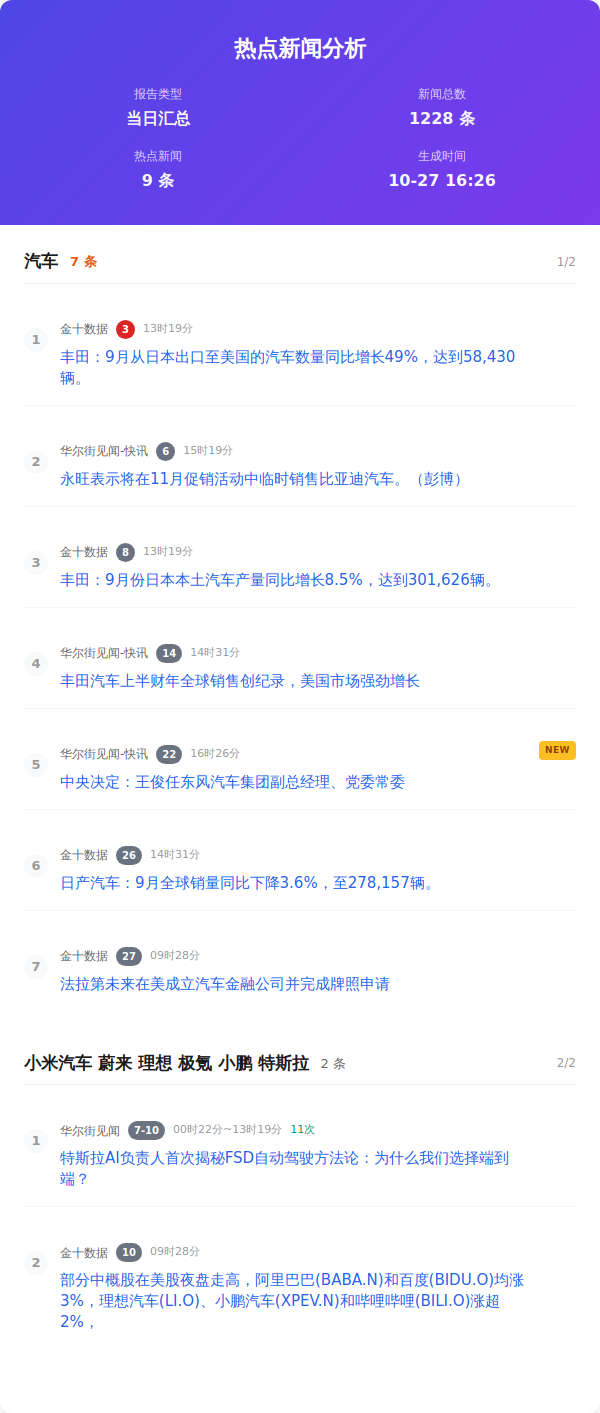 热点新闻分析
报告类型
新闻总数
当日汇总
1228 条
热点新闻
生成时间
9 条
10-27 16:26
汽车 7 条 1/2
1
金十数据 3 13时19分
丰田：9月从日本出口至美国的汽车数量同比增长49%，达到58,430
辆。
2
华尔街见闻-快讯 6 15时19分
永旺表示将在11月促销活动中临时销售比亚迪汽车。（彭博）
3
金十数据 8 13时19分
丰田：9月份日本本土汽车产量同比增长8.5%，达到301,626辆。
4
华尔街见闻-快讯 14 14时31分
丰田汽车上半财年全球销售创纪录，美国市场强劲增长
5
华尔街见闻-快讯 22 16时26分 NEW
中央决定：王俊任东风汽车集团副总经理、党委常委
6
金十数据 26 14时31分
日产汽车：9月全球销量同比下降3.6%，至278,157辆。
7
金十数据 27 09时28分
法拉第未来在美成立汽车金融公司并完成牌照申请
小米汽车 蔚来 理想 极氪 小鹏 特斯拉 2 条 2/2
1
华尔街见闻 7-10 00时22分~13时19分 11次
特斯拉AI负责人首次揭秘FSD自动驾驶方法论：为什么我们选择端到
端？
2
金十数据 10 09时28分
部分中概股在美股夜盘走高，阿里巴巴(BABA.N)和百度(BIDU.O)均涨
3%，理想汽车(LI.O)、小鹏汽车(XPEV.N)和哔哩哔哩(BILI.O)涨超
2%，